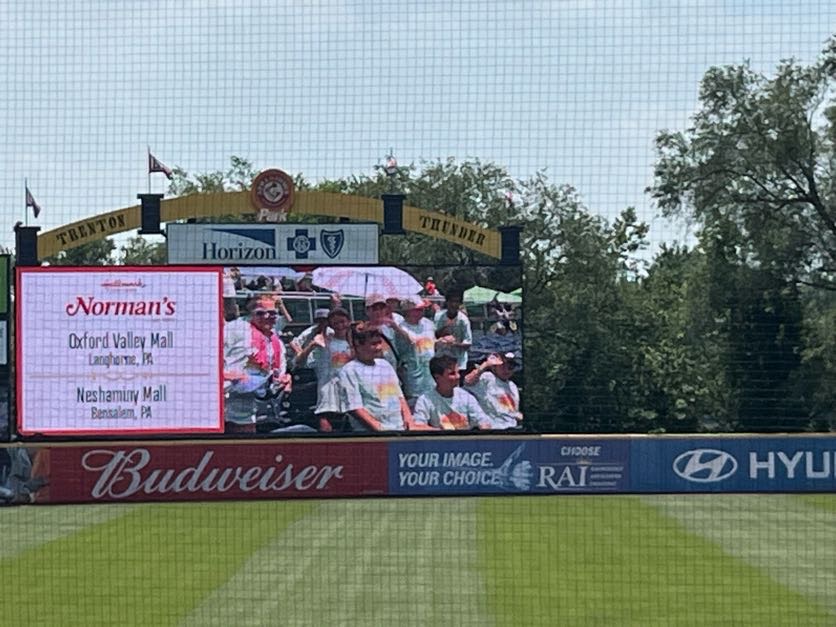 TRENTON
Park
THUNDER
Horizon
Hallmark
Norman's
Oxford Valley Mall
Langhorne, PA
Neshaminy Mall
Bensalem, PA
Budweiser
YOUR IMAGE.
YOUR CHOICE.
CHOOSE
RAI
HYU